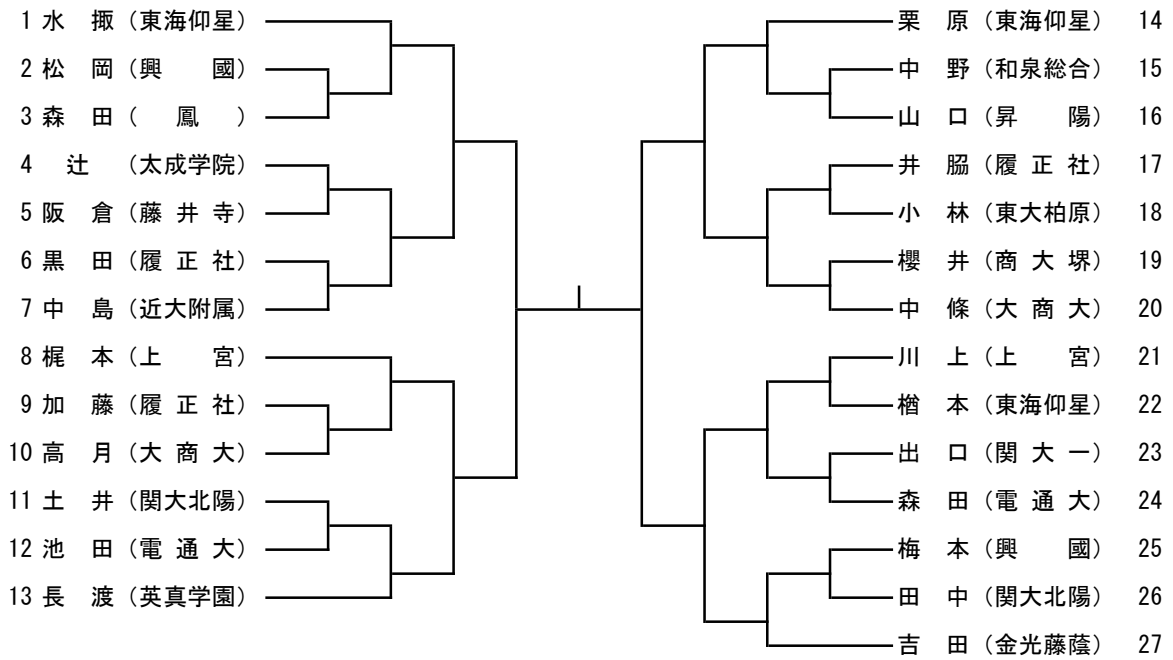 1 水 掫 (東海仰星)
2 松 岡 (興 國)
3 森 田 ( 鳳 )
4 辻 (太成学院)
5 阪 倉 (藤 井 寺)
6 黒 田 (履 正 社)
7 中 島 (近大附属)
8 梶 本 (上 宮)
9 加 藤 (履 正 社)
10 高 月 (大 商 大)
11 土 井 (関大北陽)
12 池 田 (電 通 大)
13 長 渡 (英真学園)
栗 原 (東海仰星) 14
中 野 (和泉総合) 15
山 口 (昇 陽) 16
井 脇 (履 正 社) 17
小 林 (東大柏原) 18
櫻 井 (商 大 堺) 19
中 條 (大 商 大) 20
川 上 (上 宮) 21
楢 本 (東海仰星) 22
出 口 (関 大 一) 23
森 田 (電 通 大) 24
梅 本 (興 國) 25
田 中 (関大北陽) 26
吉 田 (金光藤蔭) 27